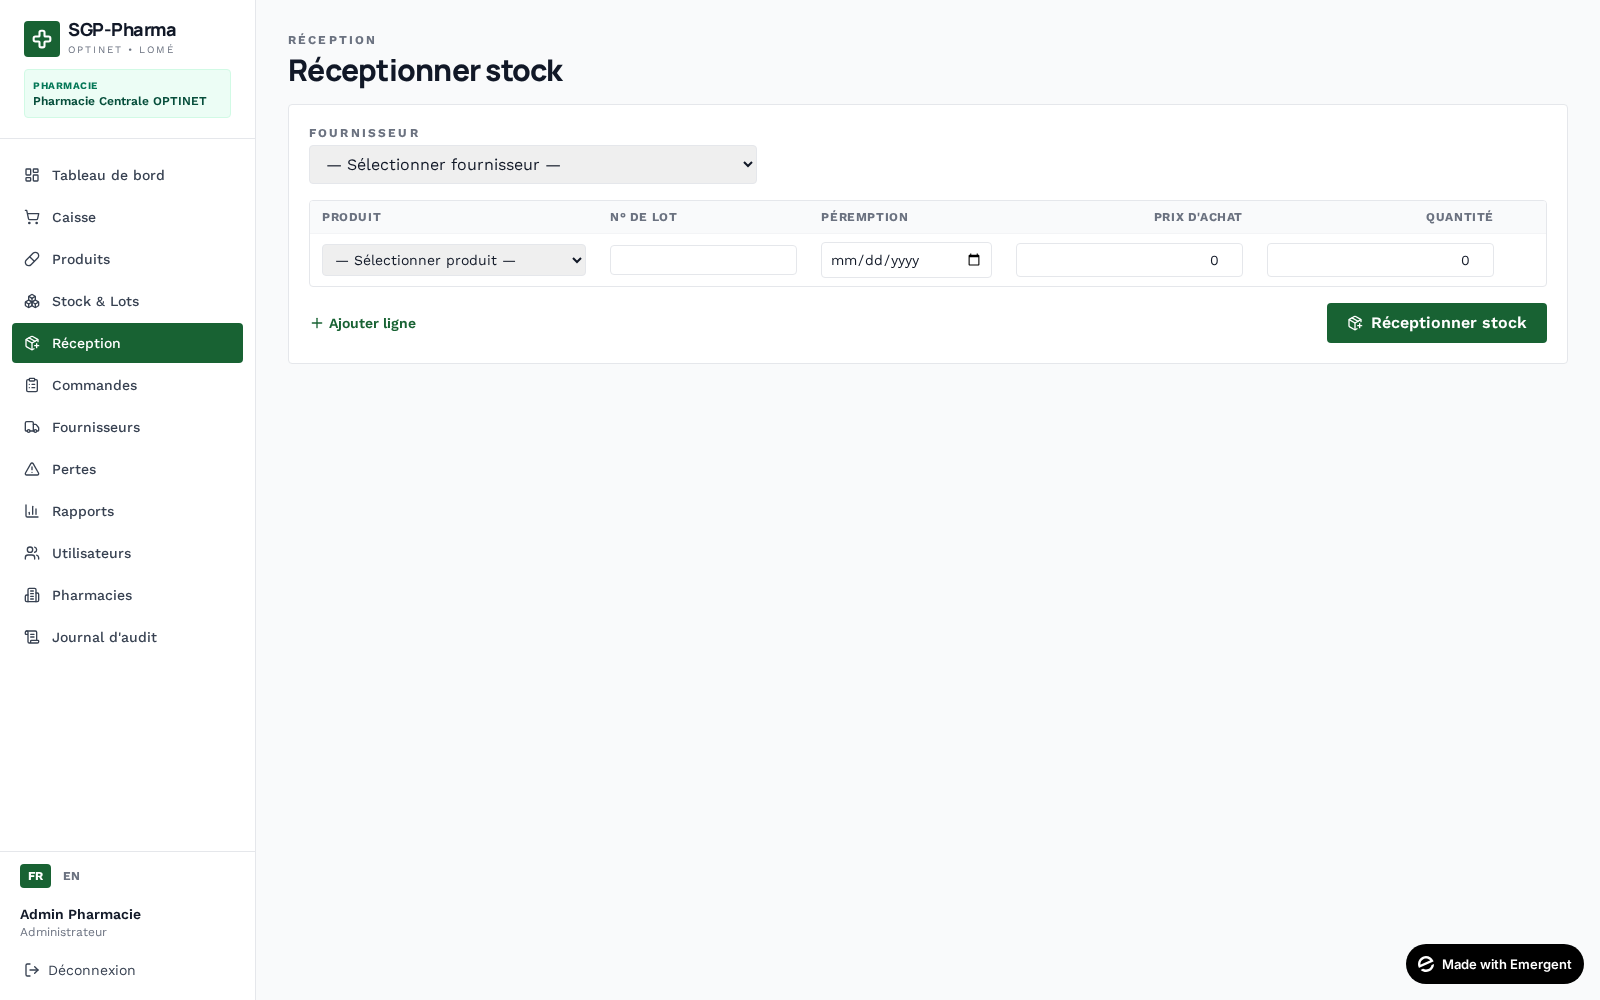 SGP-Pharma
OPTINET • LOMÉ
PHARMACIE
Pharmacie Centrale OPTINET
Tableau de bord
Caisse
Produits
Stock & Lots
Réception
Commandes
Fournisseurs
Pertes
Rapports
Utilisateurs
Pharmacies
Journal d'audit
FR EN
Admin Pharmacie
Administrateur
Déconnexion
RÉCEPTION
Réceptionner stock
FOURNISSEUR
— Sélectionner fournisseur —
PRODUIT N° DE LOT PÉREMPTION PRIX D'ACHAT QUANTITÉ
— Sélectionner produit — mm/dd/yyyy 0 0
+ Ajouter ligne Réceptionner stock
Made with Emergent